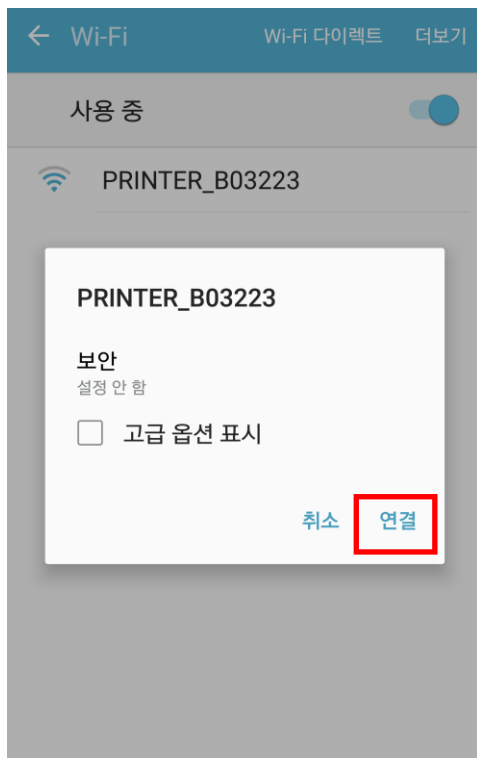 Wi-Fi Wi-Fi 다이렉트 더보기
사용 중
PRINTER_B03223
PRINTER_B03223
보안
설정 안 함
고급 옵션 표시
취소 연결